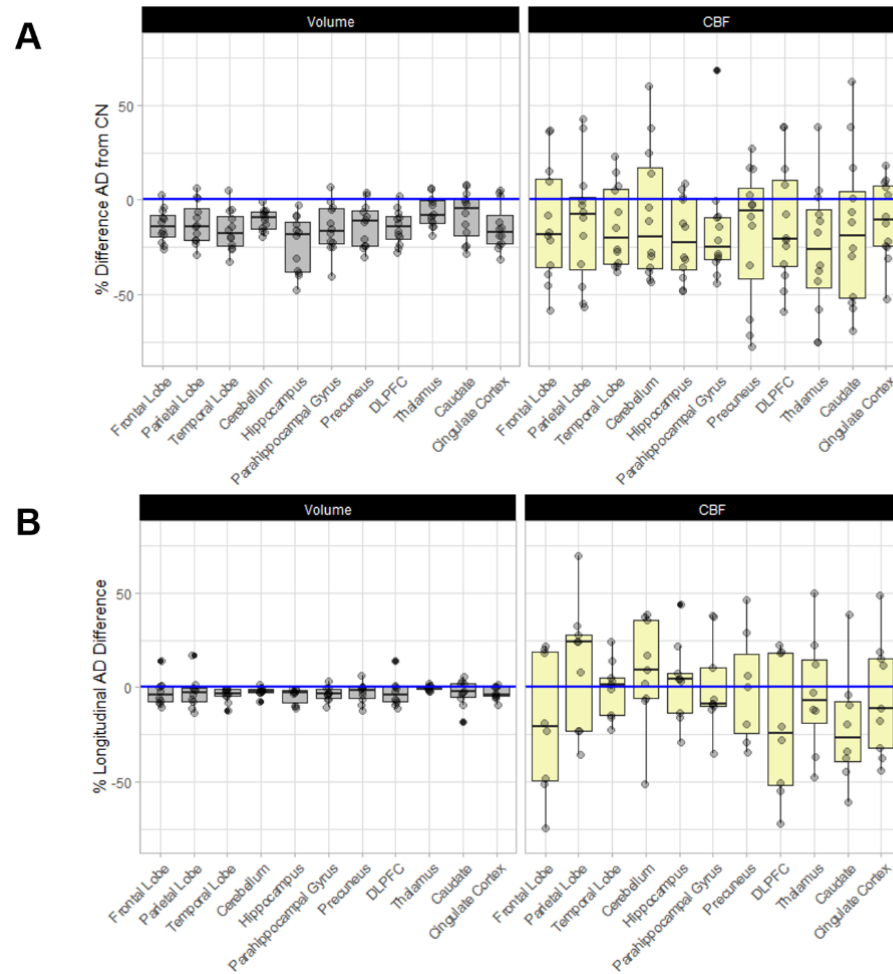 A
Volume
CBF
% Difference AD from CN
50
0
-50
Frontal Lobe
Parietal Lobe
Temporal Lobe
Cerebellum
Hippocampus
Parahippocampal Gyrus
Precuneus
DLPFC
Thalamus
Caudate
Cingulate Cortex
Frontal Lobe
Parietal Lobe
Temporal Lobe
Cerebellum
Hippocampus
Parahippocampal Gyrus
Precuneus
DLPFC
Thalamus
Caudate
Cingulate Cortex
B
Volume
CBF
% Longitudinal AD Difference
50
0
-50
Frontal Lobe
Parietal Lobe
Temporal Lobe
Cerebellum
Hippocampus
Parahippocampal Gyrus
Precuneus
DLPFC
Thalamus
Caudate
Cingulate Cortex
Frontal Lobe
Parietal Lobe
Temporal Lobe
Cerebellum
Hippocampus
Parahippocampal Gyrus
Precuneus
DLPFC
Thalamus
Caudate
Cingulate Cortex